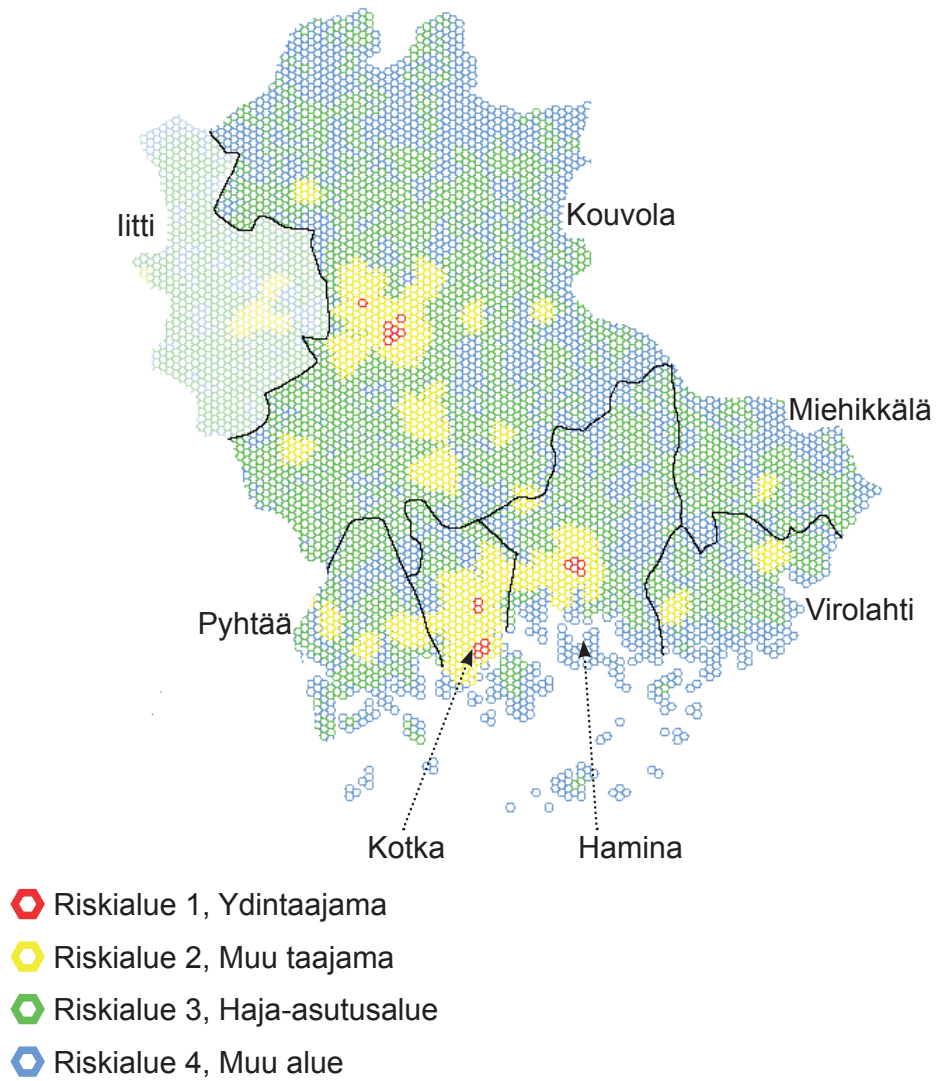 Iitti
Kouvola
Miehikkälä
Pyhtää
Virolahti
Kotka
Hamina
Riskialue 1, Ydintaajama
Riskialue 2, Muu taajama
Riskialue 3, Haja-asutusalue
Riskialue 4, Muu alue